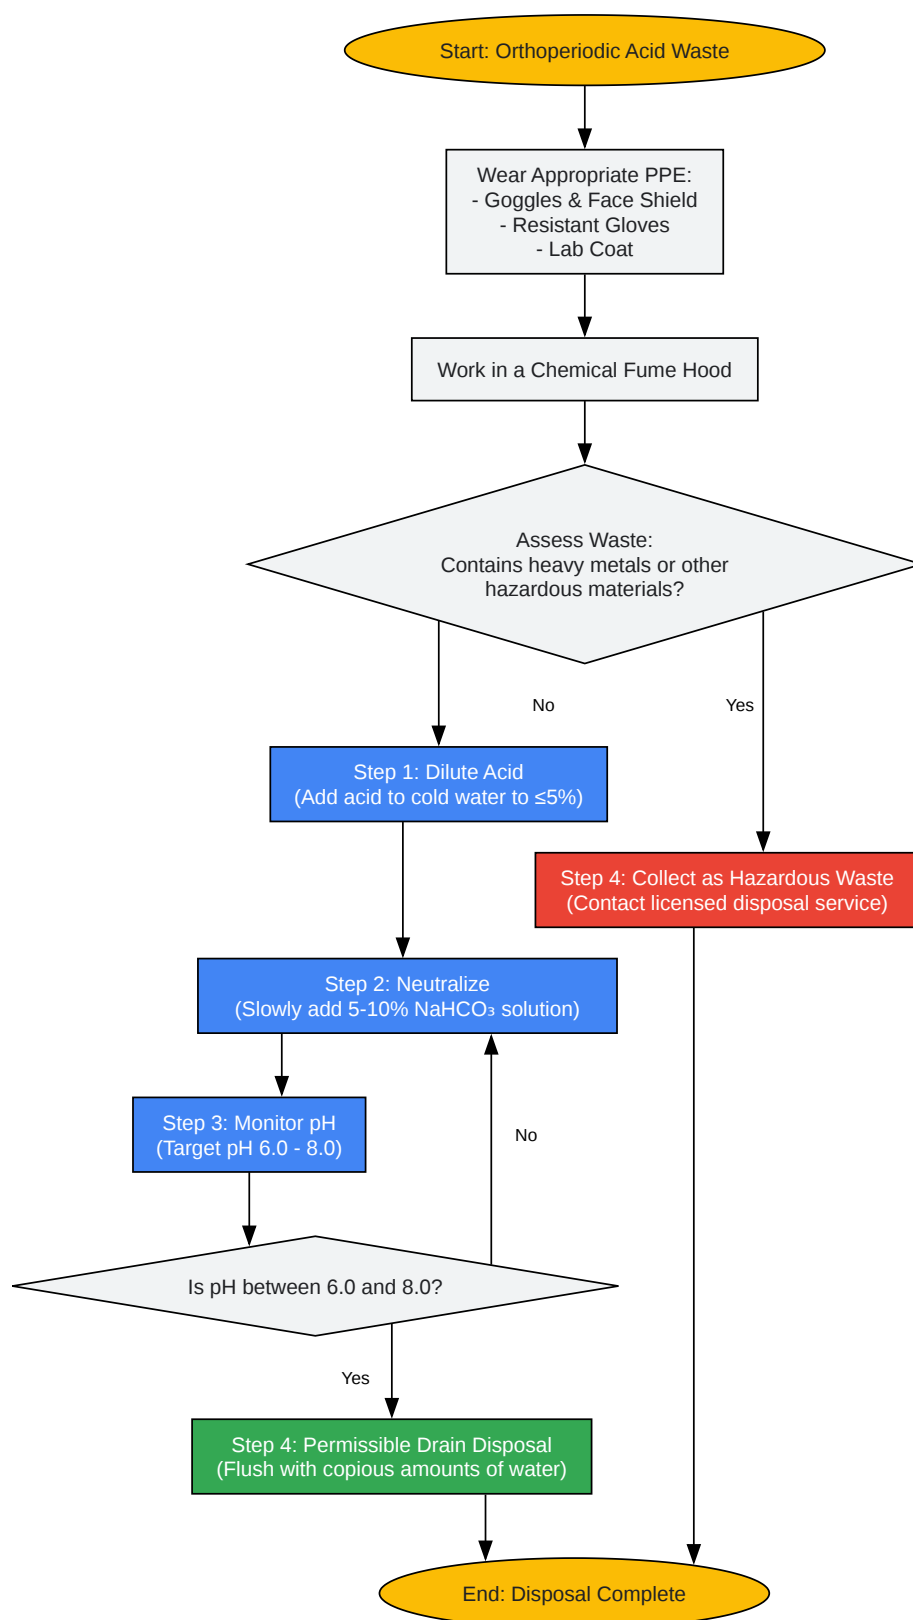 Start: Orthoperiodic Acid Waste
Wear Appropriate PPE:
- Goggles & Face Shield
- Resistant Gloves
- Lab Coat
Work in a Chemical Fume Hood
Assess Waste:
Contains heavy metals or other
hazardous materials?
No
Yes
Step 1: Dilute Acid
(Add acid to cold water to ≤5%)
Step 4: Collect as Hazardous Waste
(Contact licensed disposal service)
Step 2: Neutralize
(Slowly add 5-10% NaHCO₃ solution)
Step 3: Monitor pH
(Target pH 6.0 - 8.0)
No
Is pH between 6.0 and 8.0?
Yes
Step 4: Permissible Drain Disposal
(Flush with copious amounts of water)
End: Disposal Complete